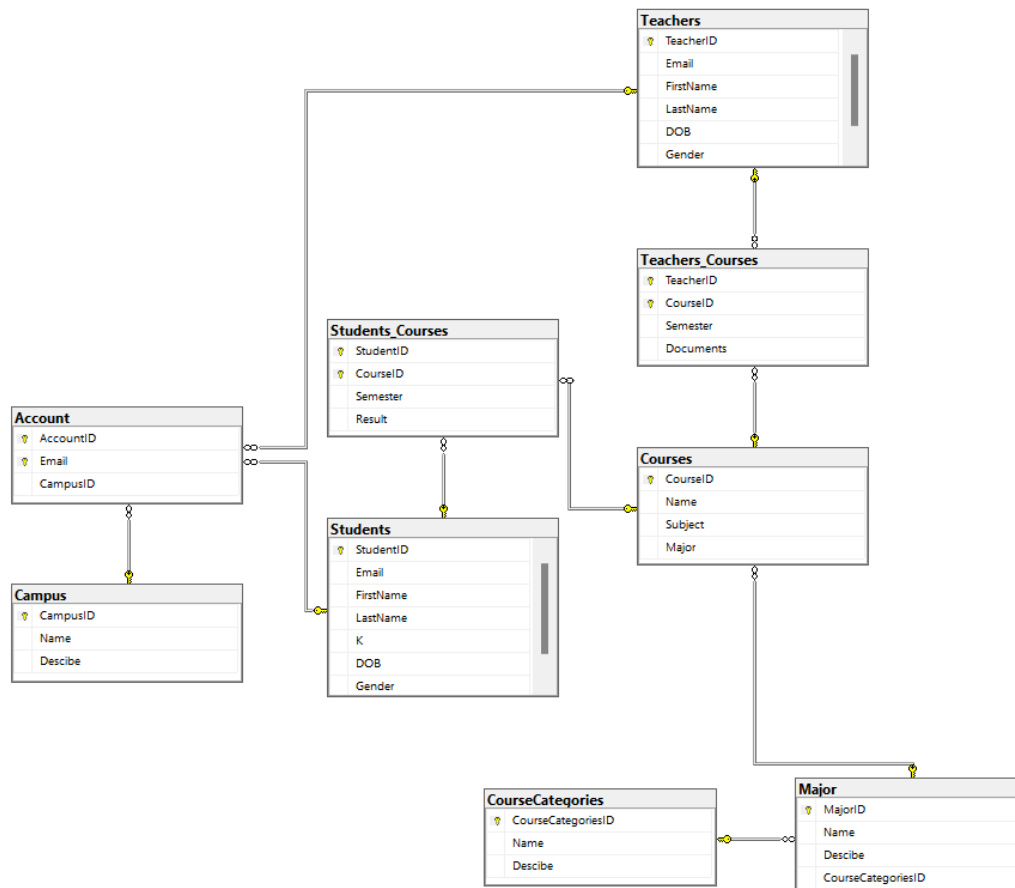 Teachers
TeacherID
Email
FirstName
LastName
DOB
Gender
Teachers_Courses
TeacherID
CourseID
Semester
Documents
Students_Courses
StudentID
CourseID
Semester
Result
Account
AccountID
Email
CampusID
Courses
CourseID
Name
Subject
Major
Students
StudentID
Email
FirstName
LastName
K
DOB
Gender
Campus
CampusID
Name
Descibe
CourseCategories
CourseCategoriesID
Name
Descibe
Major
MajorID
Name
Descibe
CourseCategoriesID